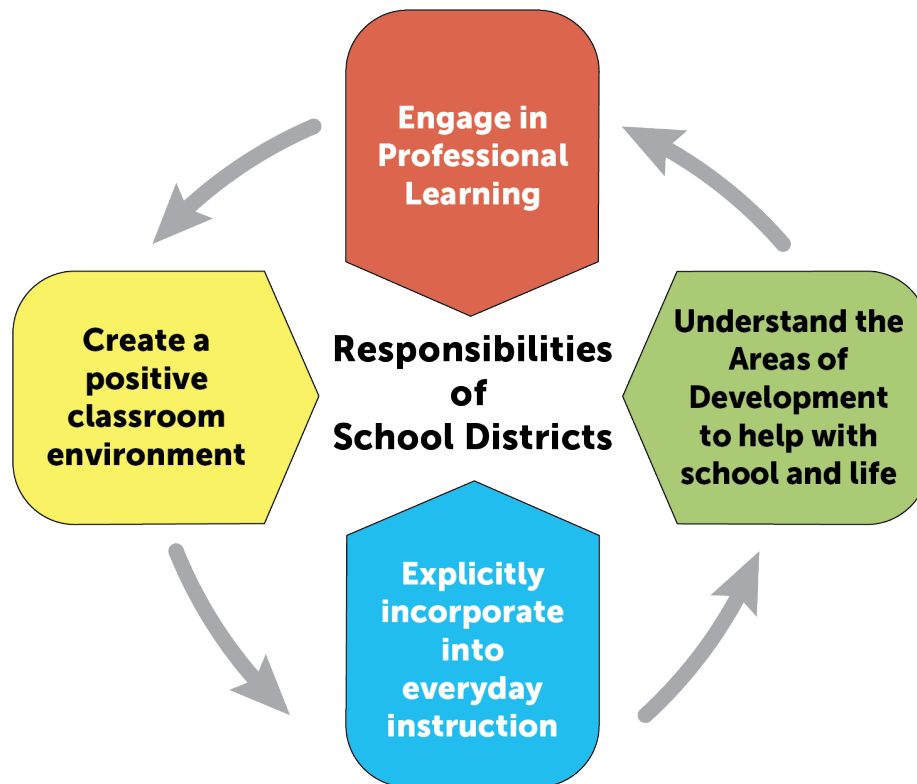 Engage in
Professional
Learning
Create a
positive
classroom
environment
Responsibilities
of
School Districts
Understand the
Areas of
Development
to help with
school and life
Explicitly
incorporate
into
everyday
instruction